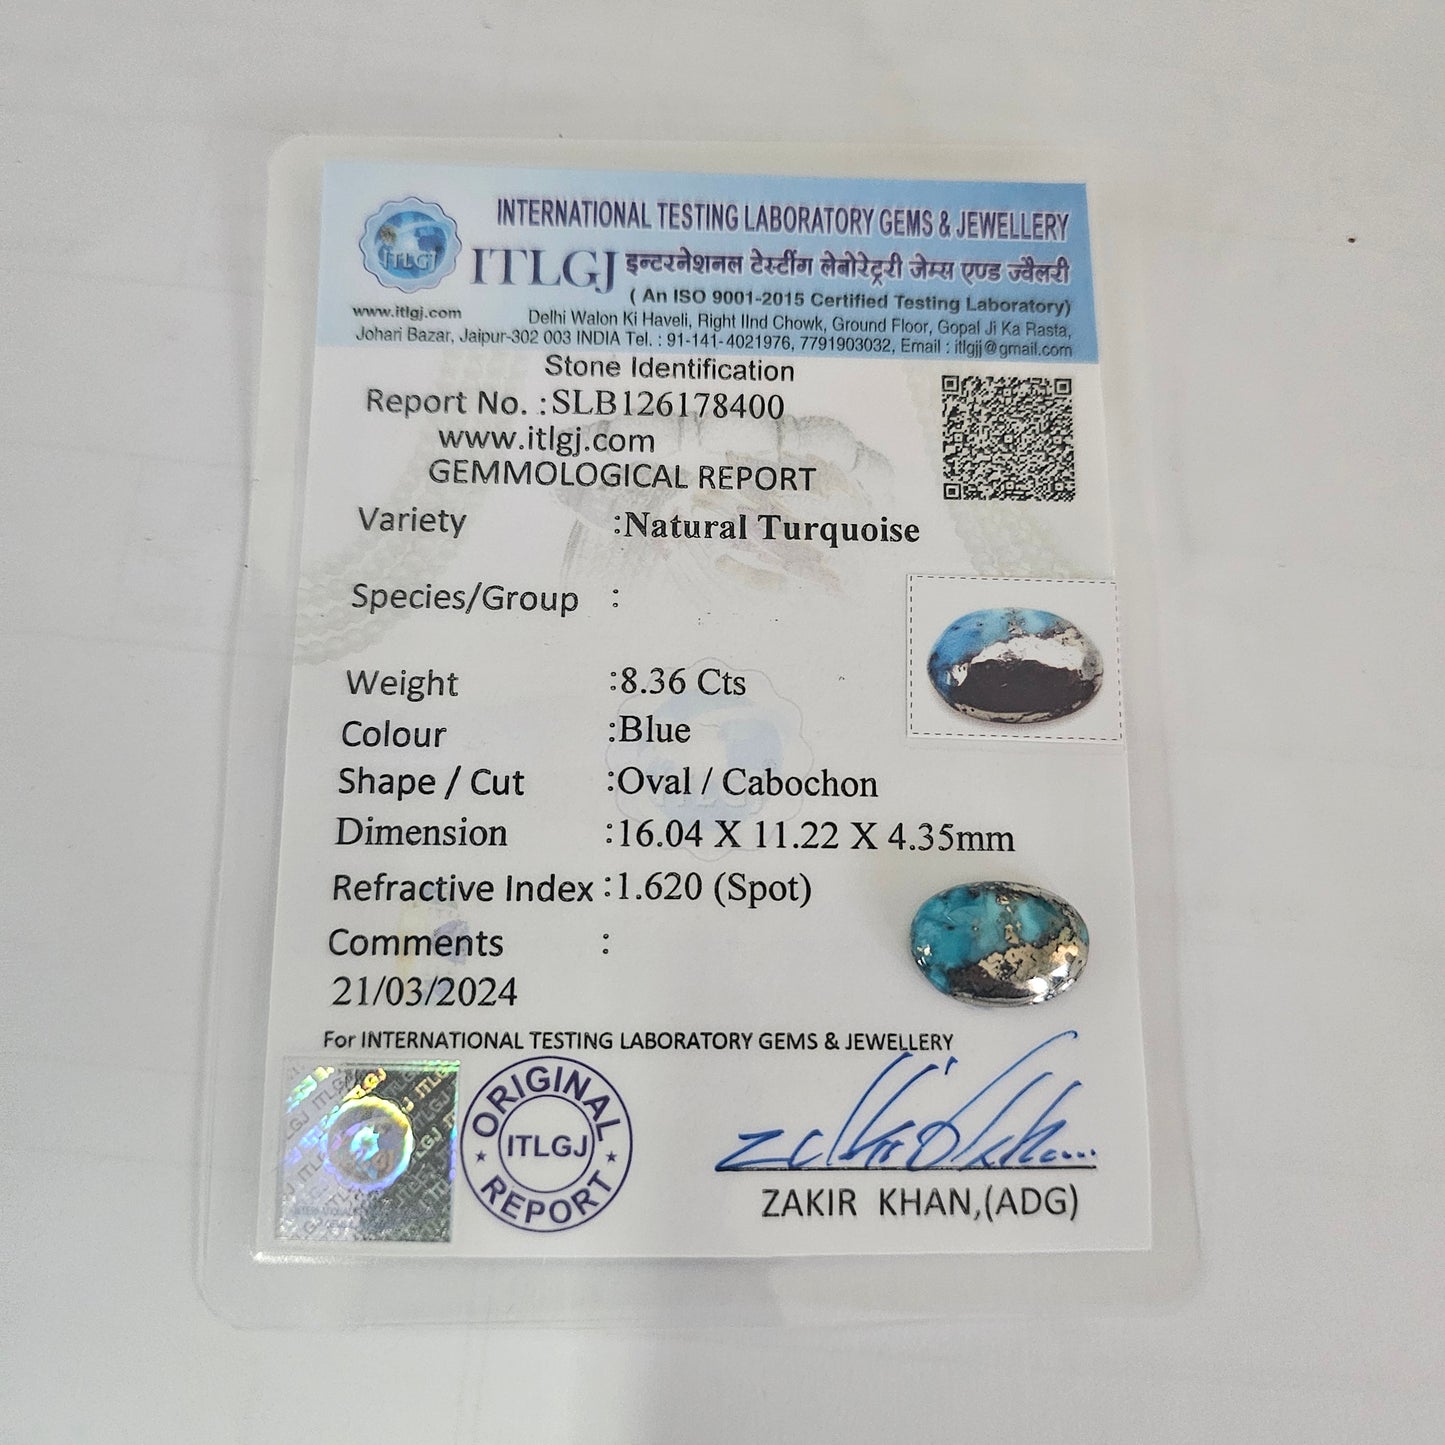 INTERNATIONAL TESTING LABORATORY GEMS & JEWELLERY
ITLGJ
ITLGJ इन्टरनेशनल टेस्टींग लेबोरेट्ररी जेम्स एण्ड ज्वैलरी
( An ISO 9001-2015 Certified Testing Laboratory)
www.itlgj.com Delhi Walon Ki Haveli, Right IInd Chowk, Ground Floor, Gopal Ji Ka Rasta,
Johari Bazar, Jaipur-302 003 INDIA Tel. : 91-141-4021976, 7791903032, Email : itlgjj@gmail.com
Stone Identification
Report No. :SLB126178400
www.itlgj.com
GEMMOLOGICAL REPORT
Variety :Natural Turquoise
Species/Group :
Weight :8.36 Cts
Colour :Blue
Shape / Cut :Oval / Cabochon
Dimension :16.04 X 11.22 X 4.35mm
Refractive Index :1.620 (Spot)
Comments :
21/03/2024
For INTERNATIONAL TESTING LABORATORY GEMS & JEWELLERY
ORIGINAL
ITLGJ
REPORT
ZAKIR KHAN,(ADG)